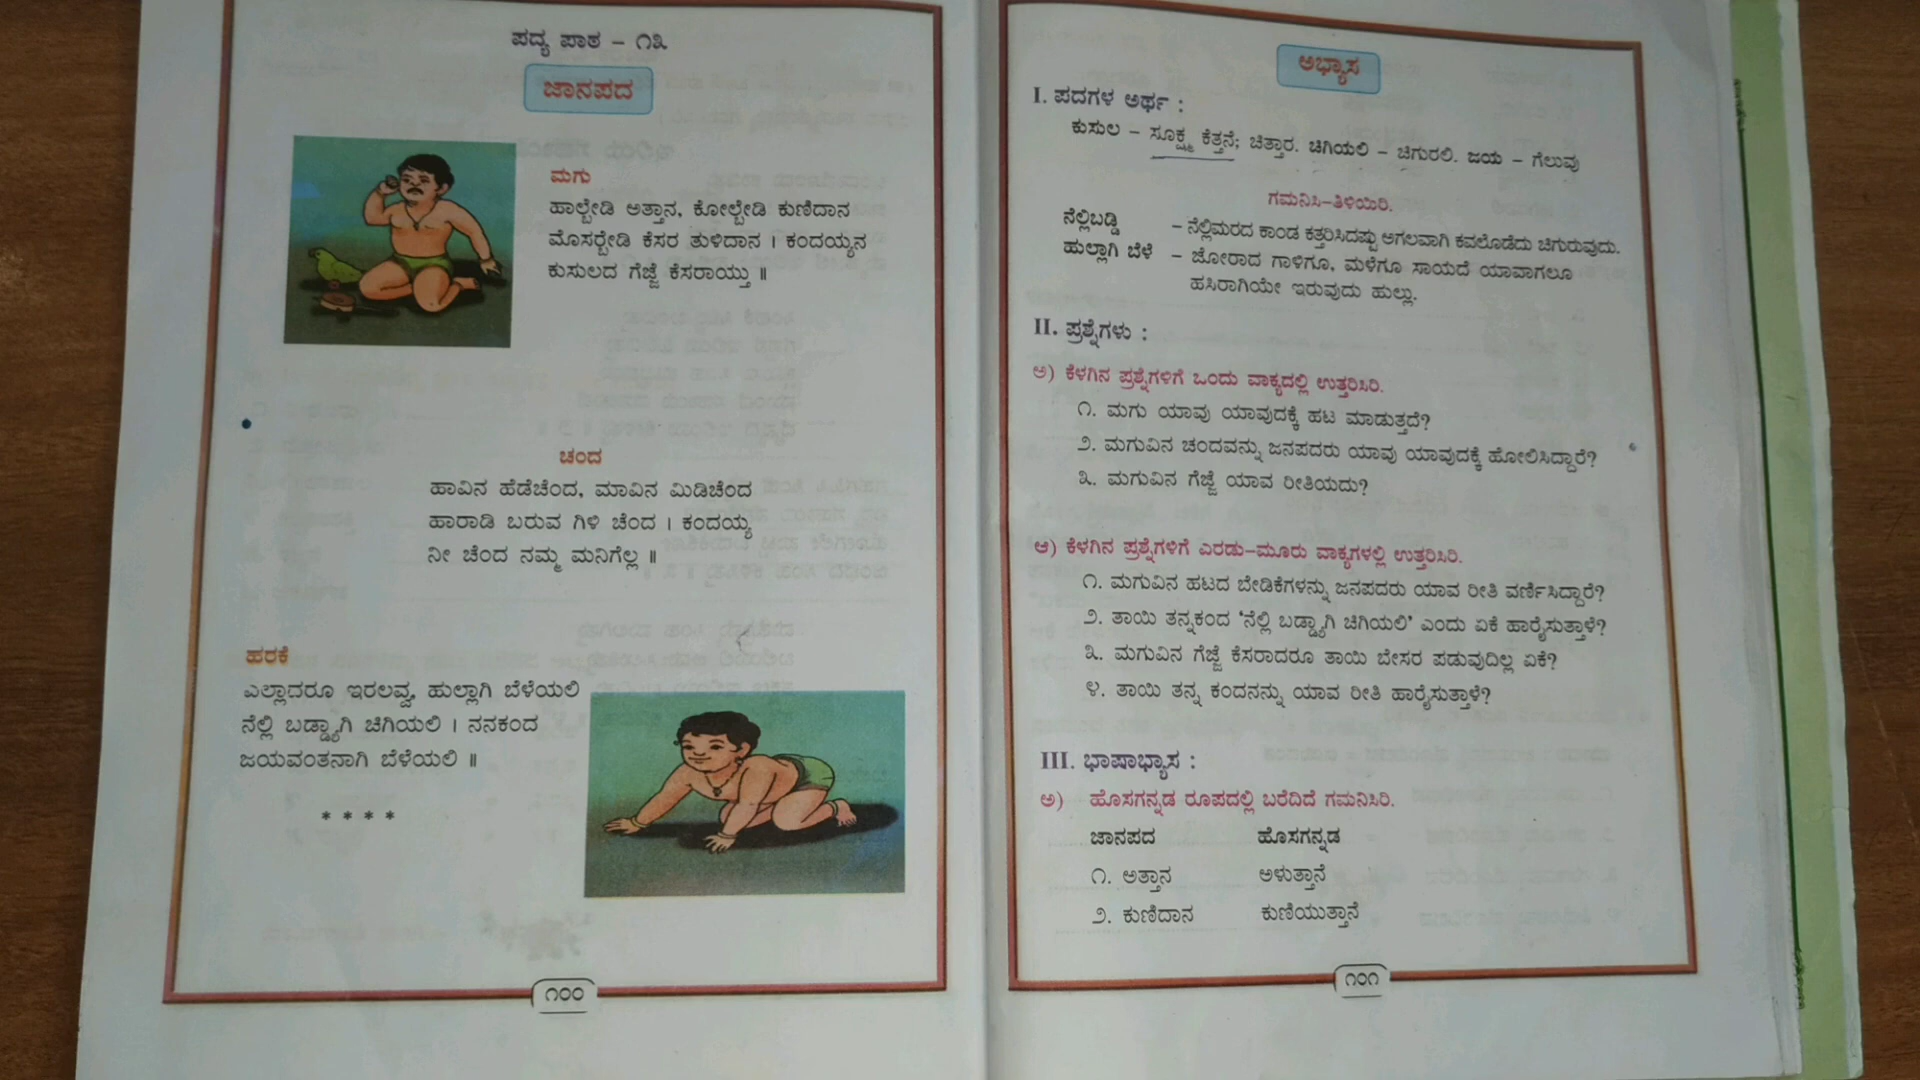 ಪದ್ಯ ಪಾಠ – ೧೩
ಜಾನಪದ
ಮಗು
ಹಾಲ್ಬೇಡಿ ಅತ್ತಾನ, ಕೋಲ್ಬೇಡಿ ಕುಣಿದಾನ
ಮೊಸರ್‍ಬೇಡಿ ಕೆಸರ ತುಳಿದಾನ । ಕಂದಯ್ಯನ
ಕುಸುಲದ ಗೆಜ್ಜೆ ಕೆಸರಾಯ್ತು ॥
ಚಂದ
ಹಾವಿನ ಹೆಡೆಚೆಂದ, ಮಾವಿನ ಮಿಡಿಚೆಂದ
ಹಾರಾಡಿ ಬರುವ ಗಿಳಿ ಚೆಂದ । ಕಂದಯ್ಯ
ನೀ ಚೆಂದ ನಮ್ಮ ಮನಿಗೆಲ್ಲ ॥
ಹರಕೆ
ಎಲ್ಲಾದರೂ ಇರಲವ್ವ, ಹುಲ್ಲಾಗಿ ಬೆಳೆಯಲಿ
ನೆಲ್ಲಿ ಬಡ್ಡ್ಯಾಗಿ ಚಿಗಿಯಲಿ । ನನಕಂದ
ಜಯವಂತನಾಗಿ ಬೆಳೆಯಲಿ ॥
* * * *
೧೦೦
ಅಭ್ಯಾಸ
I. ಪದಗಳ ಅರ್ಥ :
ಕುಸುಲ – ಸೂಕ್ಷ್ಮ ಕೆತ್ತನೆ; ಚಿತ್ತಾರ. ಚಿಗಿಯಲಿ – ಚಿಗುರಲಿ. ಜಯ – ಗೆಲುವು
ಗಮನಿಸಿ–ತಿಳಿಯಿರಿ.
ನೆಲ್ಲಿಬಡ್ಡಿ – ನೆಲ್ಲಿಮರದ ಕಾಂಡ ಕತ್ತರಿಸಿದಷ್ಟು ಅಗಲವಾಗಿ ಕವಲೊಡೆದು ಚಿಗುರುವುದು.
ಹುಲ್ಲಾಗಿ ಬೆಳೆ – ಜೋರಾದ ಗಾಳಿಗೂ, ಮಳೆಗೂ ಸಾಯದೆ ಯಾವಾಗಲೂ
ಹಸಿರಾಗಿಯೇ ಇರುವುದು ಹುಲ್ಲು.
II. ಪ್ರಶ್ನೆಗಳು :
ಅ) ಕೆಳಗಿನ ಪ್ರಶ್ನೆಗಳಿಗೆ ಒಂದು ವಾಕ್ಯದಲ್ಲಿ ಉತ್ತರಿಸಿರಿ.
೧. ಮಗು ಯಾವು ಯಾವುದಕ್ಕೆ ಹಟ ಮಾಡುತ್ತದೆ?
೨. ಮಗುವಿನ ಚಂದವನ್ನು ಜನಪದರು ಯಾವು ಯಾವುದಕ್ಕೆ ಹೋಲಿಸಿದ್ದಾರೆ?
೩. ಮಗುವಿನ ಗೆಜ್ಜೆ ಯಾವ ರೀತಿಯದು?
ಆ) ಕೆಳಗಿನ ಪ್ರಶ್ನೆಗಳಿಗೆ ಎರಡು–ಮೂರು ವಾಕ್ಯಗಳಲ್ಲಿ ಉತ್ತರಿಸಿರಿ.
೧. ಮಗುವಿನ ಹಟದ ಬೇಡಿಕೆಗಳನ್ನು ಜನಪದರು ಯಾವ ರೀತಿ ವರ್ಣಿಸಿದ್ದಾರೆ?
೨. ತಾಯಿ ತನ್ನಕಂದ ‘ನೆಲ್ಲಿ ಬಡ್ಡ್ಯಾಗಿ ಚಿಗಿಯಲಿ’ ಎಂದು ಏಕೆ ಹಾರೈಸುತ್ತಾಳೆ?
೩. ಮಗುವಿನ ಗೆಜ್ಜೆ ಕೆಸರಾದರೂ ತಾಯಿ ಬೇಸರ ಪಡುವುದಿಲ್ಲ ಏಕೆ?
೪. ತಾಯಿ ತನ್ನ ಕಂದನನ್ನು ಯಾವ ರೀತಿ ಹಾರೈಸುತ್ತಾಳೆ?
III. ಭಾಷಾಭ್ಯಾಸ :
ಅ) ಹೊಸಗನ್ನಡ ರೂಪದಲ್ಲಿ ಬರೆದಿದೆ ಗಮನಿಸಿರಿ.
ಜಾನಪದ ಹೊಸಗನ್ನಡ
೧. ಅತ್ತಾನ ಅಳುತ್ತಾನೆ
೨. ಕುಣಿದಾನ ಕುಣಿಯುತ್ತಾನೆ
೧೦೧